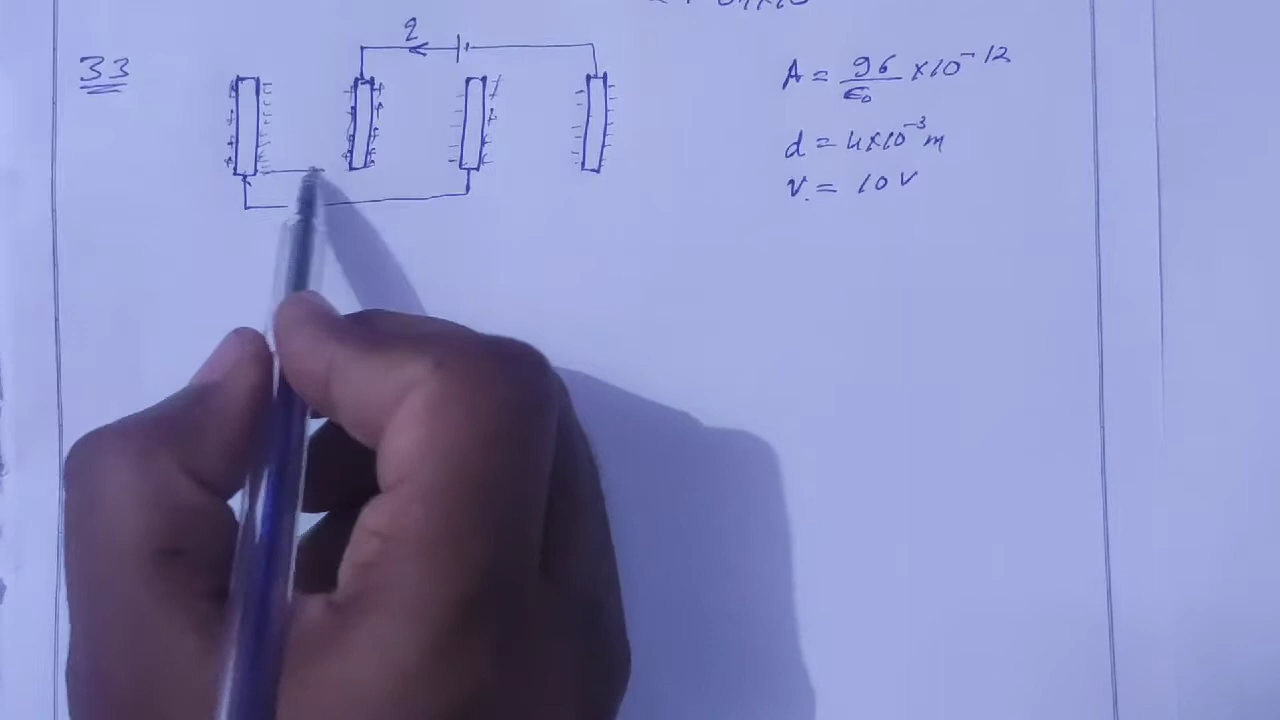 33
2
A = 96/ε₀ ×10⁻¹²
d = 4×10⁻³ m
V = 10 V